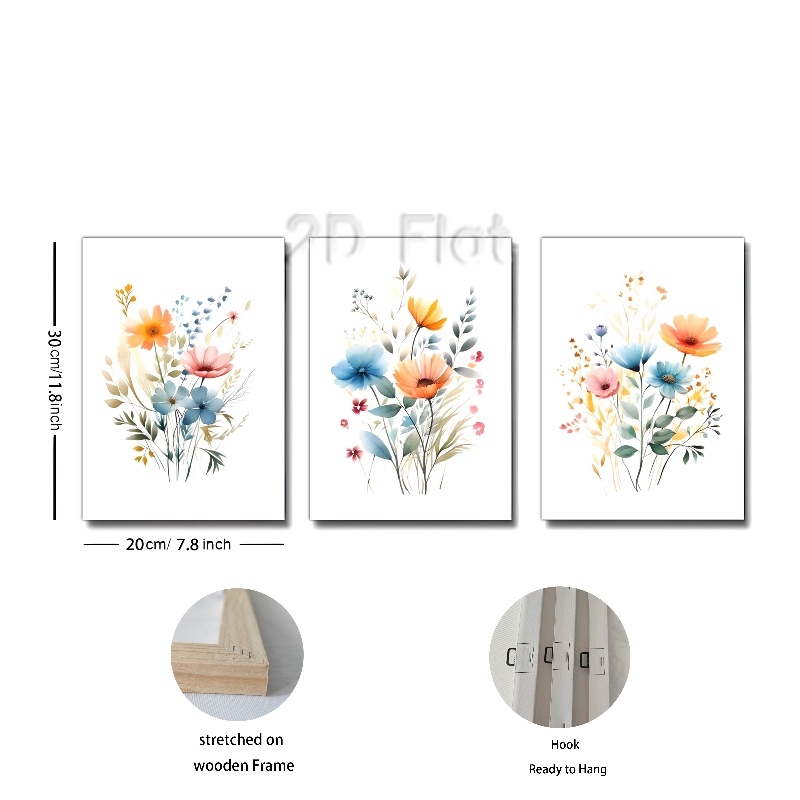 2D Flat
30cm/11.8inch
20cm/ 7.8 inch
stretched on
wooden Frame
Hook
Ready to Hang